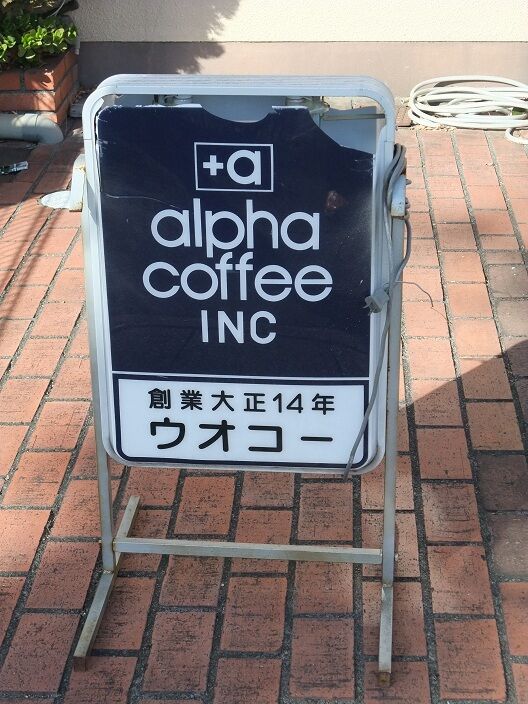 +a
alpha
coffee
INC
創業大正14年
ウオコー